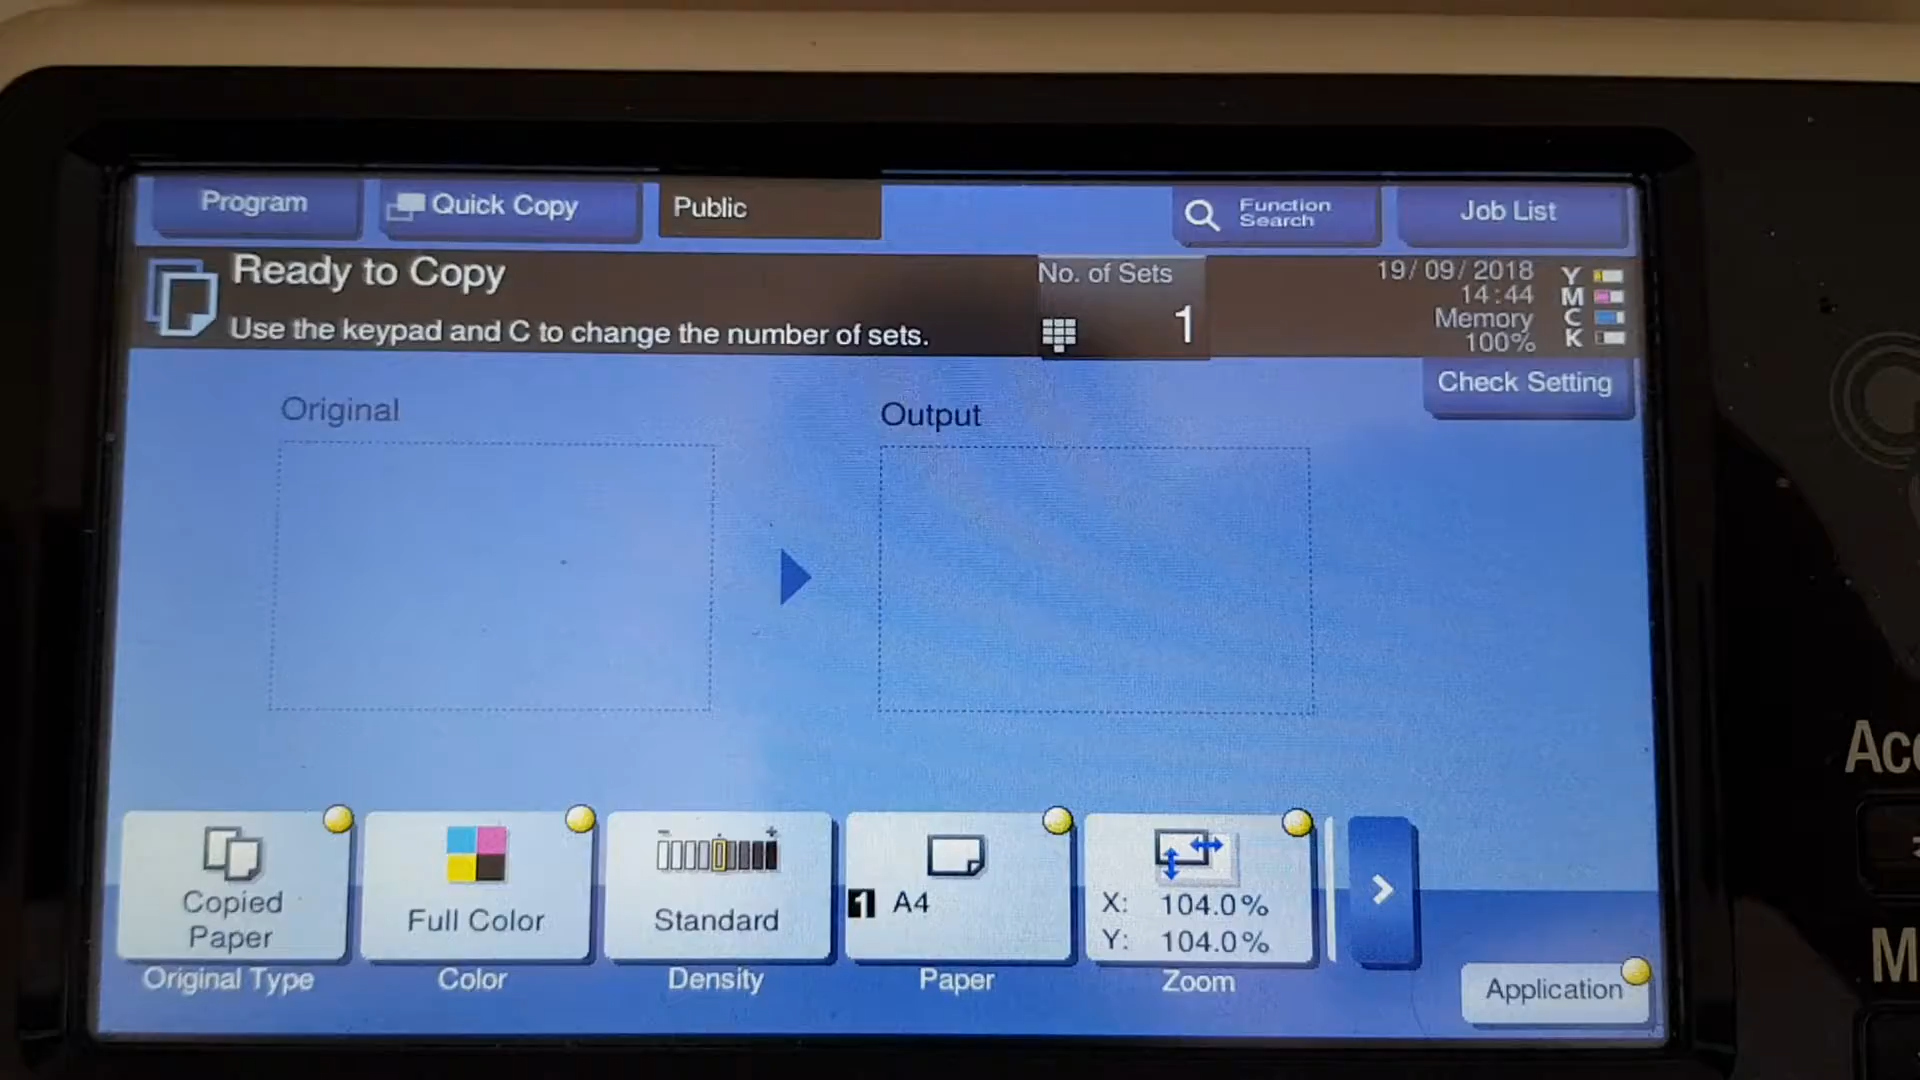 Program
Quick Copy
Public
Function
Search
Job List
Ready to Copy
Use the keypad and C to change the number of sets.
No. of Sets
1
19/09/2018
14:44
Memory
100%
Y
M
C
K
Check Setting
Original
Output
Copied
Paper
Original Type
Full Color
Color
- +
Standard
Density
1 A4
Paper
X: 104.0%
Y: 104.0%
Zoom
Application
Acc
M